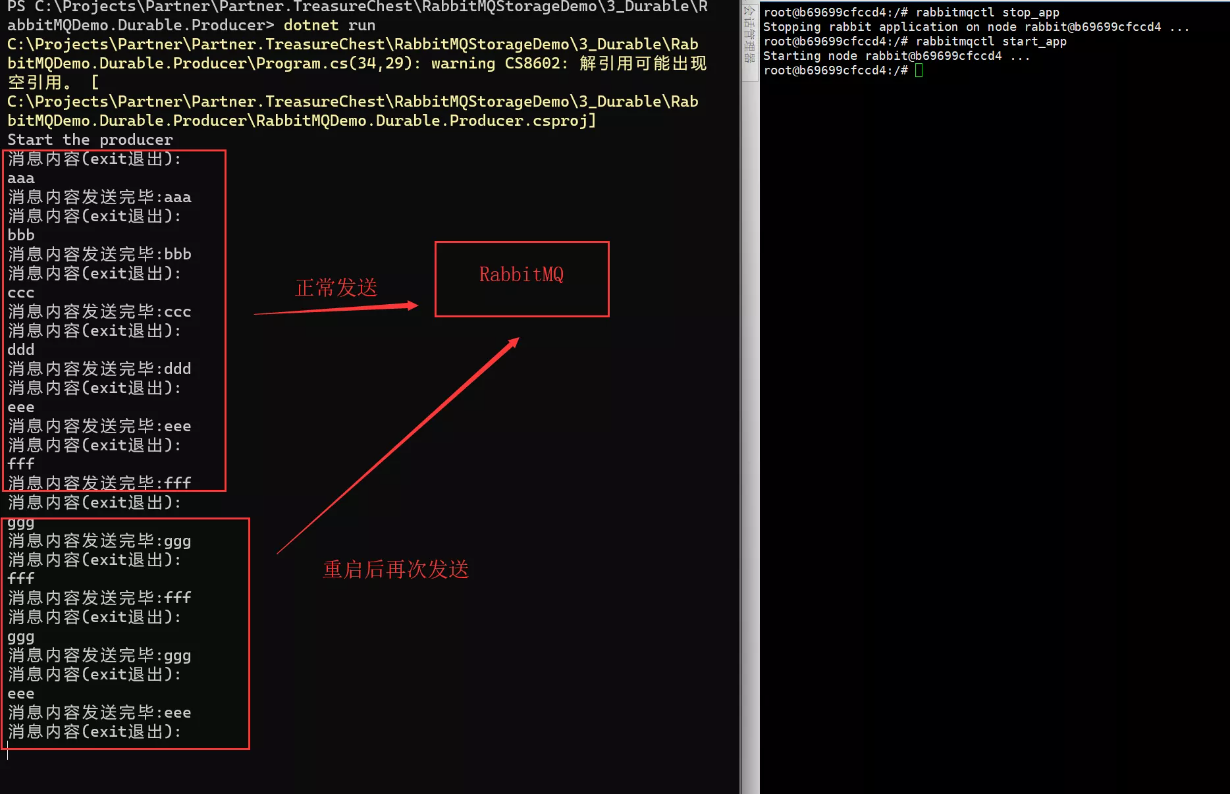 PS C:\Projects\Partner\Partner.TreasureChest\RabbitMQStorageDemo\3_Durable\R
abbitMQDemo.Durable.Producer> dotnet run
C:\Projects\Partner\Partner.TreasureChest\RabbitMQStorageDemo\3_Durable\Rab
bitMQDemo.Durable.Producer\Program.cs(34,29): warning CS8602: 解引用可能出现
空引用。 [
C:\Projects\Partner\Partner.TreasureChest\RabbitMQStorageDemo\3_Durable\Rab
bitMQDemo.Durable.Producer\RabbitMQDemo.Durable.Producer.csproj]
Start the producer
消息内容(exit退出):
aaa
消息内容发送完毕:aaa
消息内容(exit退出):
bbb
消息内容发送完毕:bbb
消息内容(exit退出):
ccc
消息内容发送完毕:ccc
消息内容(exit退出):
ddd
消息内容发送完毕:ddd
消息内容(exit退出):
eee
消息内容发送完毕:eee
消息内容(exit退出):
fff
消息内容发送完毕:fff
消息内容(exit退出):
ggg
消息内容发送完毕:ggg
消息内容(exit退出):
fff
消息内容发送完毕:fff
消息内容(exit退出):
ggg
消息内容发送完毕:ggg
消息内容(exit退出):
eee
消息内容发送完毕:eee
消息内容(exit退出):
正常发送
RabbitMQ
重启后再次发送
会话管理器
root@b69699cfccd4:/# rabbitmqctl stop_app
Stopping rabbit application on node rabbit@b69699cfccd4 ...
root@b69699cfccd4:/# rabbitmqctl start_app
Starting node rabbit@b69699cfccd4 ...
root@b69699cfccd4:/#